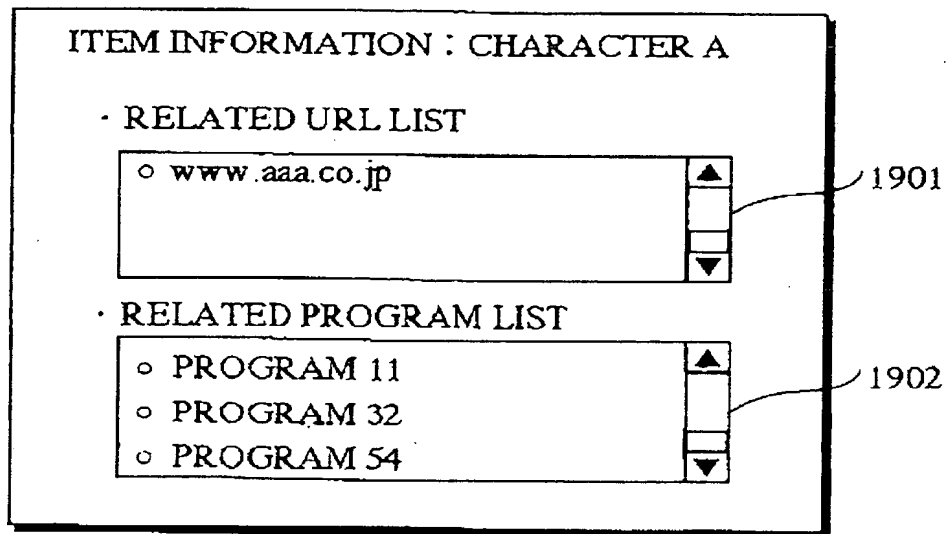 ITEM INFORMATION : CHARACTER A
· RELATED URL LIST
○ www.aaa.co.jp
1901
· RELATED PROGRAM LIST
○ PROGRAM 11
○ PROGRAM 32
○ PROGRAM 54
1902